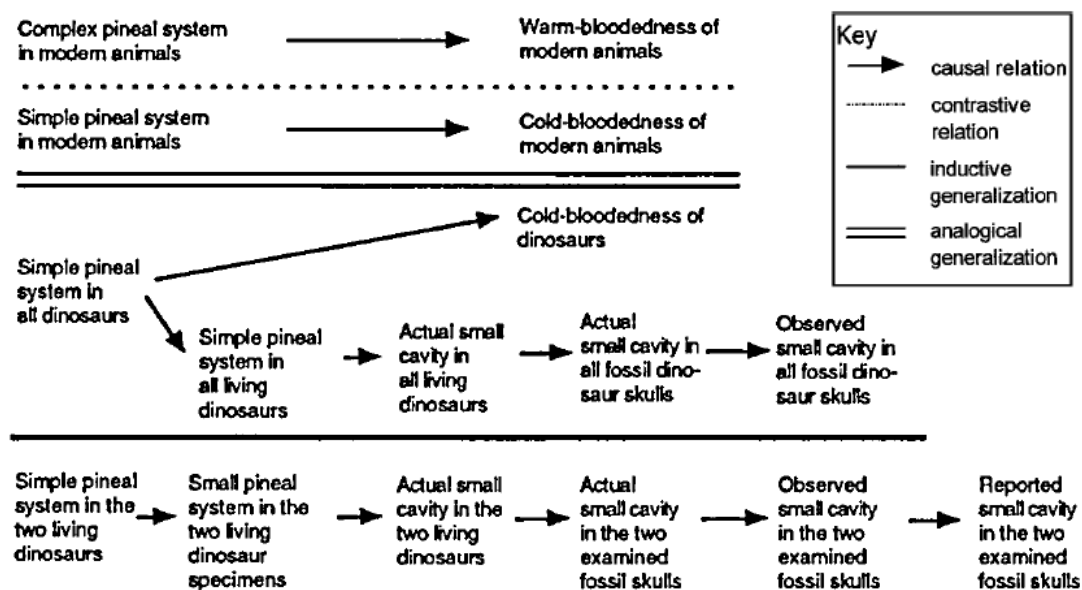 Complex pineal system
in modern animals
Warm-bloodedness of
modern animals
Simple pineal system
in modern animals
Cold-bloodedness of
modern animals
Key
causal relation
contrastive
relation
inductive
generalization
analogical
generalization
Cold-bloodedness of
dinosaurs
Simple pineal
system in
all dinosaurs
Simple pineal
system in
all living
dinosaurs
Actual small
cavity in
all living
dinosaurs
Actual
small cavity in
all fossil dino-
saur skulls
Observed
small cavity in
all fossil dino-
saur skulls
Simple pineal
system in the
two living
dinosaurs
Small pineal
system in the
two living
dinosaur
specimens
Actual small
cavity in the
two living
dinosaurs
Actual
small cavity
in the two
examined
fossil skulls
Observed
small cavity
in the two
examined
fossil skulls
Reported
small cavity
in the two
examined
fossil skulls